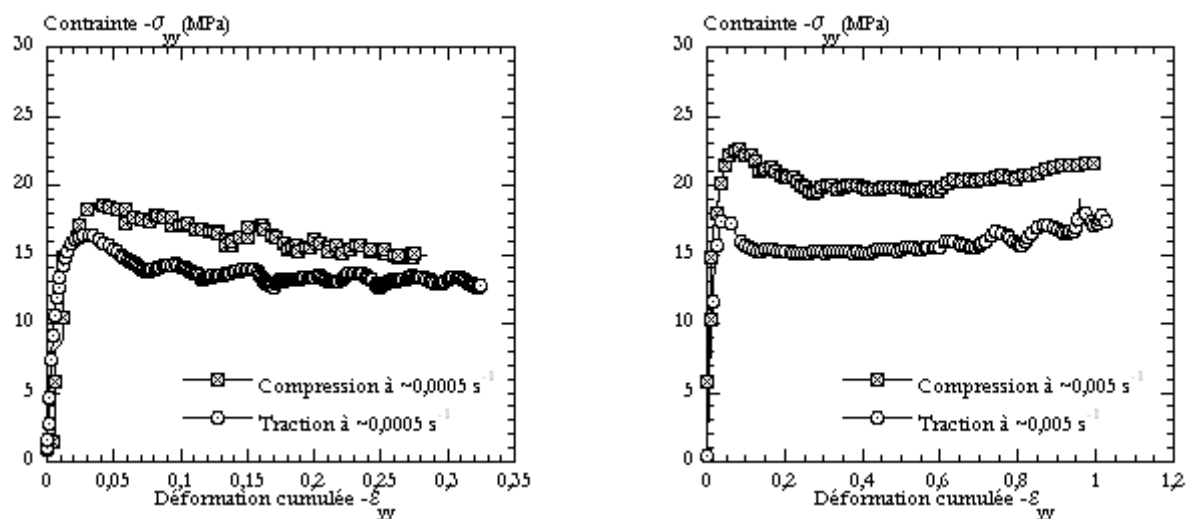 Contrainte -σyy (MPa)
30
25
20
15
10
5
0
Compression à ~0,0005 s-1
Traction à ~0,0005 s-1
0 0,05 0,1 0,15 0,2 0,25 0,3 0,35
Déformation cumulée -εyy
Contrainte -σyy (MPa)
30
25
20
15
10
5
0
Compression à ~0,005 s-1
Traction à ~0,005 s-1
0 0,2 0,4 0,6 0,8 1 1,2
Déformation cumulée -εyy